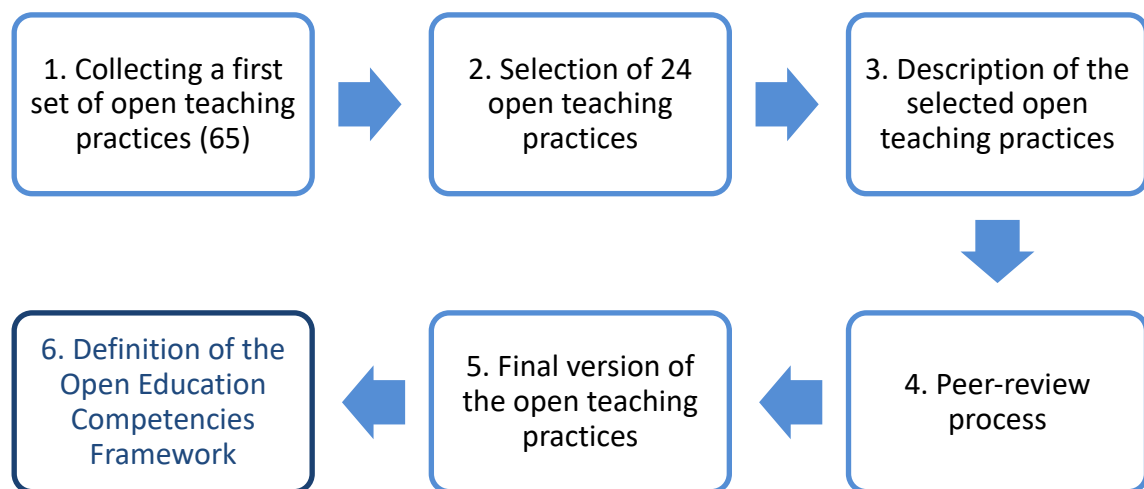 1. Collecting a first
set of open teaching
practices (65)
2. Selection of 24
open teaching
practices
3. Description of the
selected open
teaching practices
4. Peer-review
process
5. Final version of
the open teaching
practices
6. Definition of the
Open Education
Competencies
Framework